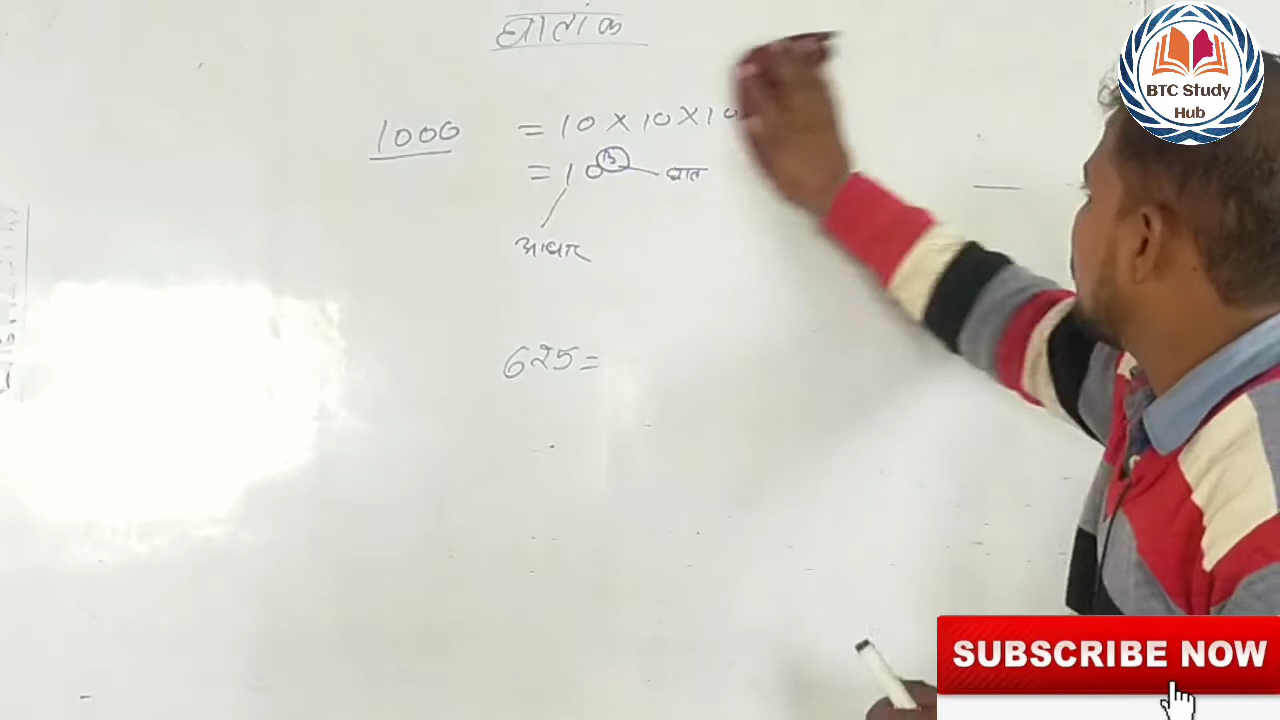 घातांक
1000 = 10 × 10 × 10
= 10³ घात
आधार
625 =
BTC Study
Hub
SUBSCRIBE NOW